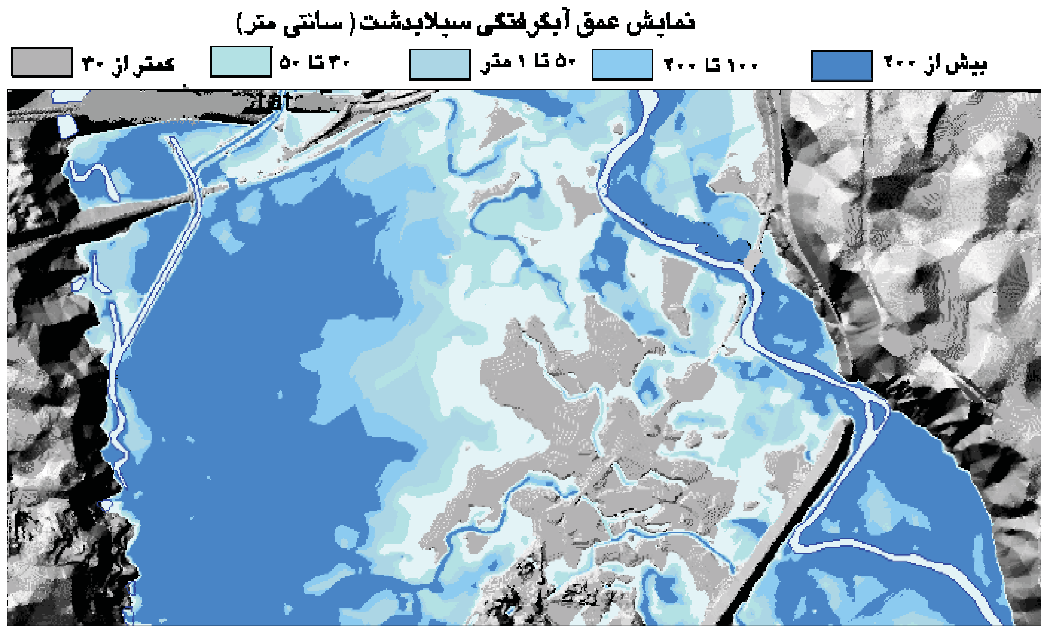 نمایش عمق آبگرفتگی سیلابدشت ( سانتی متر)
بیش از ۲۰۰
۱۰۰ تا ۲۰۰
۵۰ تا ۱ متر
۳۰ تا ۵۰
کمتر از ۳۰